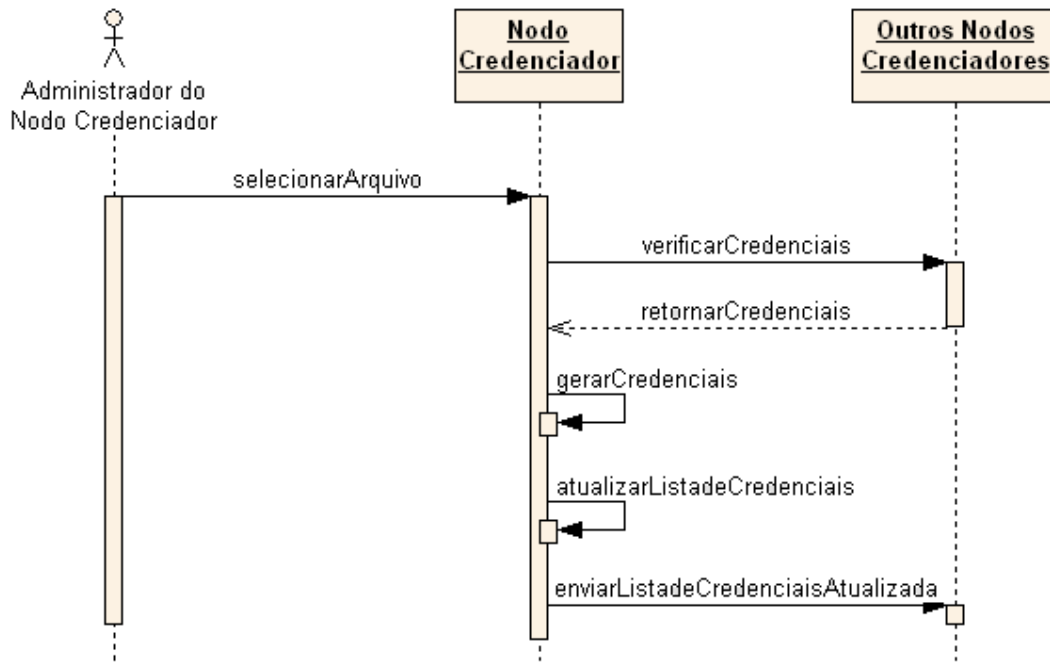 Nodo
Credenciador
Outros Nodos
Credenciadores
Administrador do
Nodo Credenciador
selecionarArquivo
verificarCredenciais
retornarCredenciais
gerarCredenciais
atualizarListadeCredenciais
enviarListadeCredenciaisAtualizada